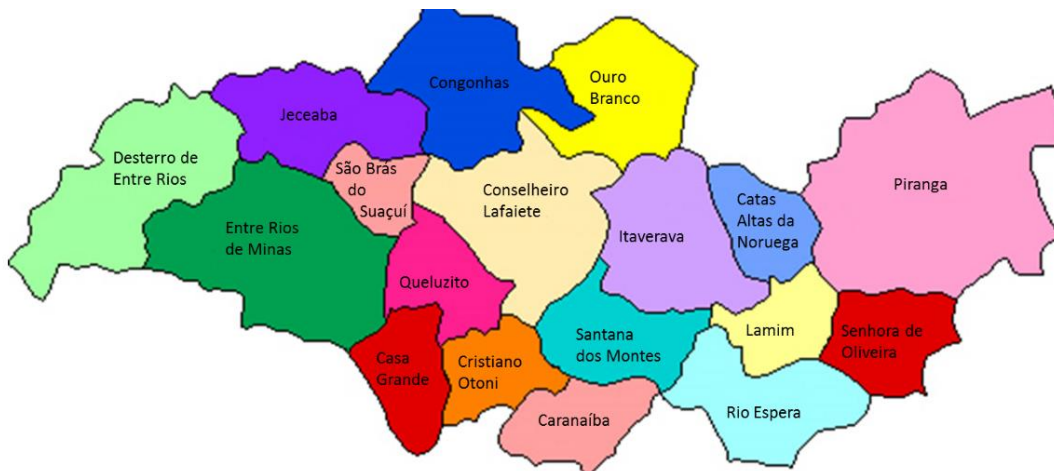 Congonhas
Ouro
Branco
Jeceaba
Desterro de
Entre Rios
São Brás
do
Suaçuí
Conselheiro
Lafaiete
Catas
Altas da
Noruega
Piranga
Entre Rios
de Minas
Itaverava
Queluzito
Santana
dos Montes
Lamim
Senhora de
Oliveira
Casa
Grande
Cristiano
Otoni
Caranaíba
Rio Espera